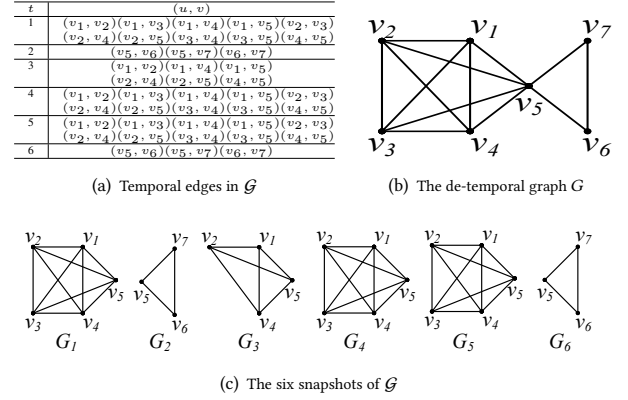 t (u, v)
1 (v₁, v₂)(v₁, v₃)(v₁, v₄)(v₁, v₅)(v₂, v₃)
(v₂, v₄)(v₂, v₅)(v₃, v₄)(v₃, v₅)(v₄, v₅)
2 (v₅, v₆)(v₅, v₇)(v₆, v₇)
3 (v₁, v₂)(v₁, v₄)(v₁, v₅)
(v₂, v₄)(v₂, v₅)(v₄, v₅)
4 (v₁, v₂)(v₁, v₃)(v₁, v₄)(v₁, v₅)(v₂, v₃)
(v₂, v₄)(v₂, v₅)(v₃, v₄)(v₃, v₅)(v₄, v₅)
5 (v₁, v₂)(v₁, v₃)(v₁, v₄)(v₁, v₅)(v₂, v₃)
(v₂, v₄)(v₂, v₅)(v₃, v₄)(v₃, v₅)(v₄, v₅)
6 (v₅, v₆)(v₅, v₇)(v₆, v₇)
v₂ v₁ v₇
v₅
v₃ v₄ v₆
(a) Temporal edges in 𝒢
(b) The de-temporal graph G
v₂ v₁ v₇ v₂ v₁ v₂ v₁ v₂ v₁ v₇
v₅ v₅ v₅ v₅ v₅ v₅
v₃ v₄ v₆ v₄ v₃ v₄ v₃ v₄ v₆
G₁ G₂ G₃ G₄ G₅ G₆
(c) The six snapshots of 𝒢